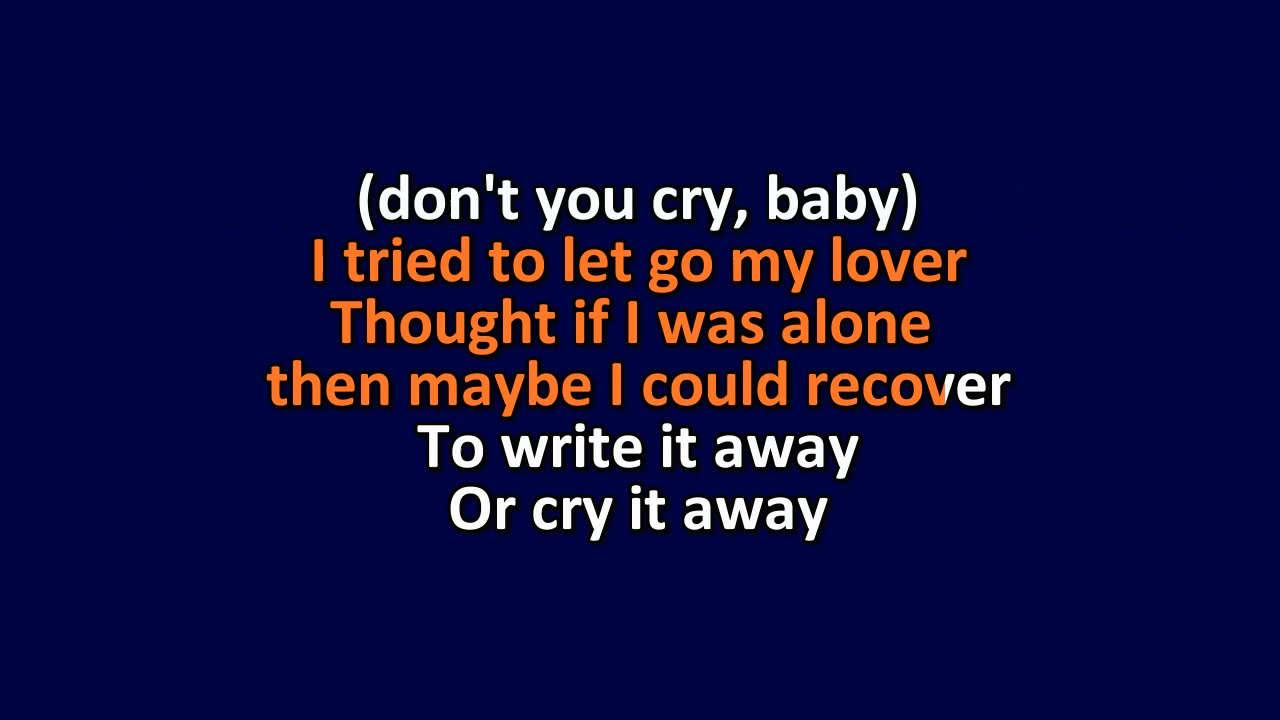 (don't you cry, baby)
I tried to let go my lover
Thought if I was alone
then maybe I could recover
To write it away
Or cry it away